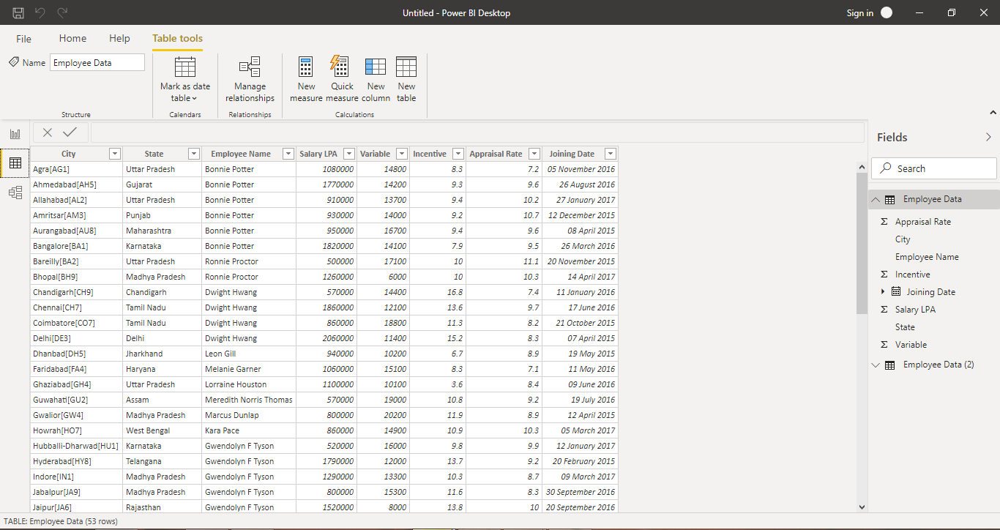 Untitled - Power BI Desktop
Sign in
File Home Help Table tools
Name Employee Data
Mark as date table
Manage relationships
New measure
Quick measure
New column
New table
Structure Calendars Relationships Calculations
Fields
Search
City State Employee Name Salary LPA Variable Incentive Appraisal Rate Joining Date
Agra[AG1] Uttar Pradesh Bonnie Potter 1080000 14800 8.3 7.2 05 November 2016
Ahmedabad[AH5] Gujarat Bonnie Potter 1770000 14200 9.3 9.6 26 August 2016
Allahabad[AL2] Uttar Pradesh Bonnie Potter 910000 13700 9.4 10.2 27 January 2017
Amritsar[AM3] Punjab Bonnie Potter 930000 14000 9.2 10.7 12 December 2015
Aurangabad[AU8] Maharashtra Bonnie Potter 950000 16700 9.4 9.6 08 April 2015
Bangalore[BA1] Karnataka Bonnie Potter 1820000 14100 7.9 9.5 26 March 2016
Bareilly[BA2] Uttar Pradesh Ronnie Proctor 500000 17100 10 11.1 20 November 2015
Bhopal[BH9] Madhya Pradesh Ronnie Proctor 1260000 6000 10 10.3 14 April 2017
Chandigarh[CH9] Chandigarh Dwight Hwang 570000 14400 16.8 7.4 11 January 2016
Chennai[CH7] Tamil Nadu Dwight Hwang 1860000 12100 13.6 9.7 17 June 2016
Coimbatore[CO7] Tamil Nadu Dwight Hwang 860000 18800 11.3 8.2 21 October 2015
Delhi[DE3] Delhi Dwight Hwang 2060000 11400 15.2 8.3 07 April 2015
Dhanbad[DH5] Jharkhand Leon Gill 940000 10200 6.7 8.9 19 May 2015
Faridabad[FA4] Haryana Melanie Garner 1060000 15100 8.3 7.1 11 May 2016
Ghaziabad[GH4] Uttar Pradesh Lorraine Houston 1100000 10100 3.6 8.4 09 June 2016
Guwahati[GU2] Assam Meredith Norris Thomas 570000 19000 10.8 9.2 19 July 2016
Gwalior[GW4] Madhya Pradesh Marcus Dunlap 800000 20200 11.9 8.9 12 April 2015
Howrah[HO7] West Bengal Kara Pace 860000 14900 10.9 10.3 05 March 2017
Hubballi-Dharwad[HU1] Karnataka Gwendolyn F Tyson 520000 16000 9.8 9.9 12 January 2017
Hyderabad[HY8] Telangana Gwendolyn F Tyson 1790000 12000 13.7 9.2 20 February 2015
Indore[IN1] Madhya Pradesh Gwendolyn F Tyson 1290000 13300 10.3 8.7 09 March 2017
Jabalpur[JA9] Madhya Pradesh Gwendolyn F Tyson 800000 15300 11.6 8.3 30 September 2016
Jaipur[JA6] Rajasthan Gwendolyn F Tyson 1520000 8000 13.8 10 20 September 2016
Employee Data
Σ Appraisal Rate
City
Employee Name
Σ Incentive
Joining Date
Σ Salary LPA
State
Σ Variable
Employee Data (2)
TABLE: Employee Data (53 rows)